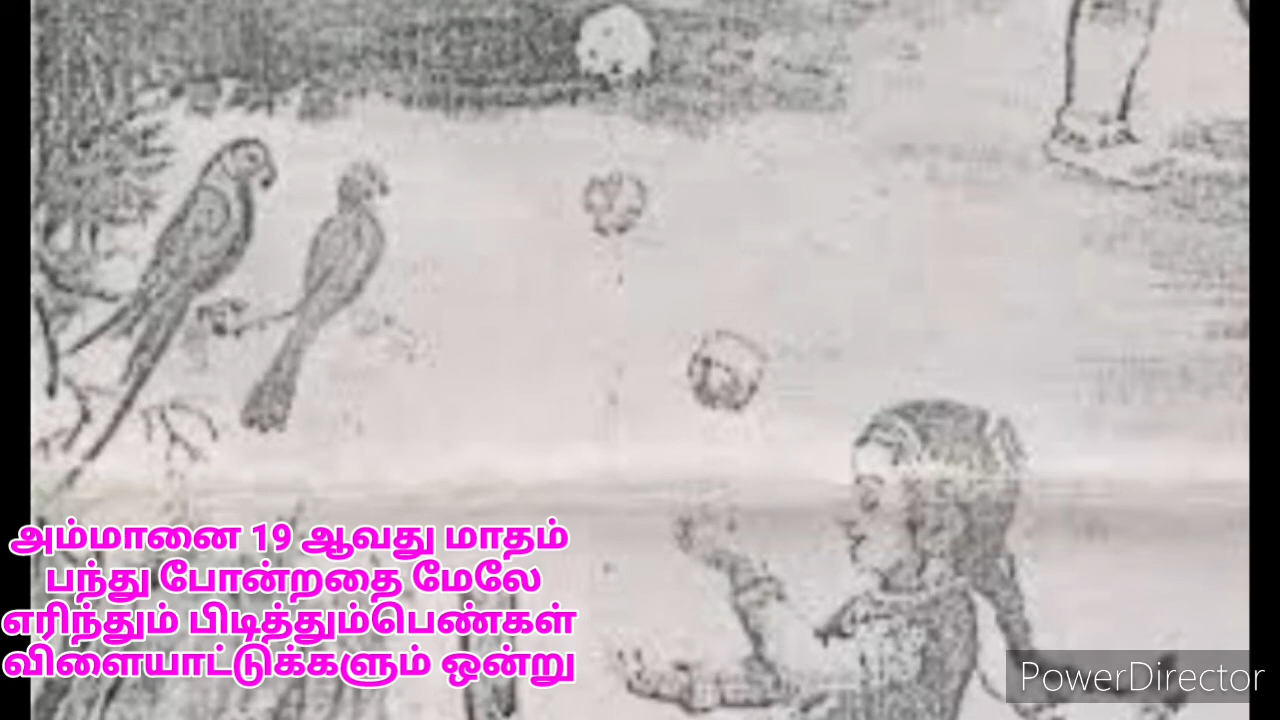 அம்மானை 19 ஆவது மாதம்
பந்து போன்றதை மேலே
எரிந்தும் பிடித்தும்பெண்கள்
விளையாட்டுக்களும் ஒன்று
PowerDirector